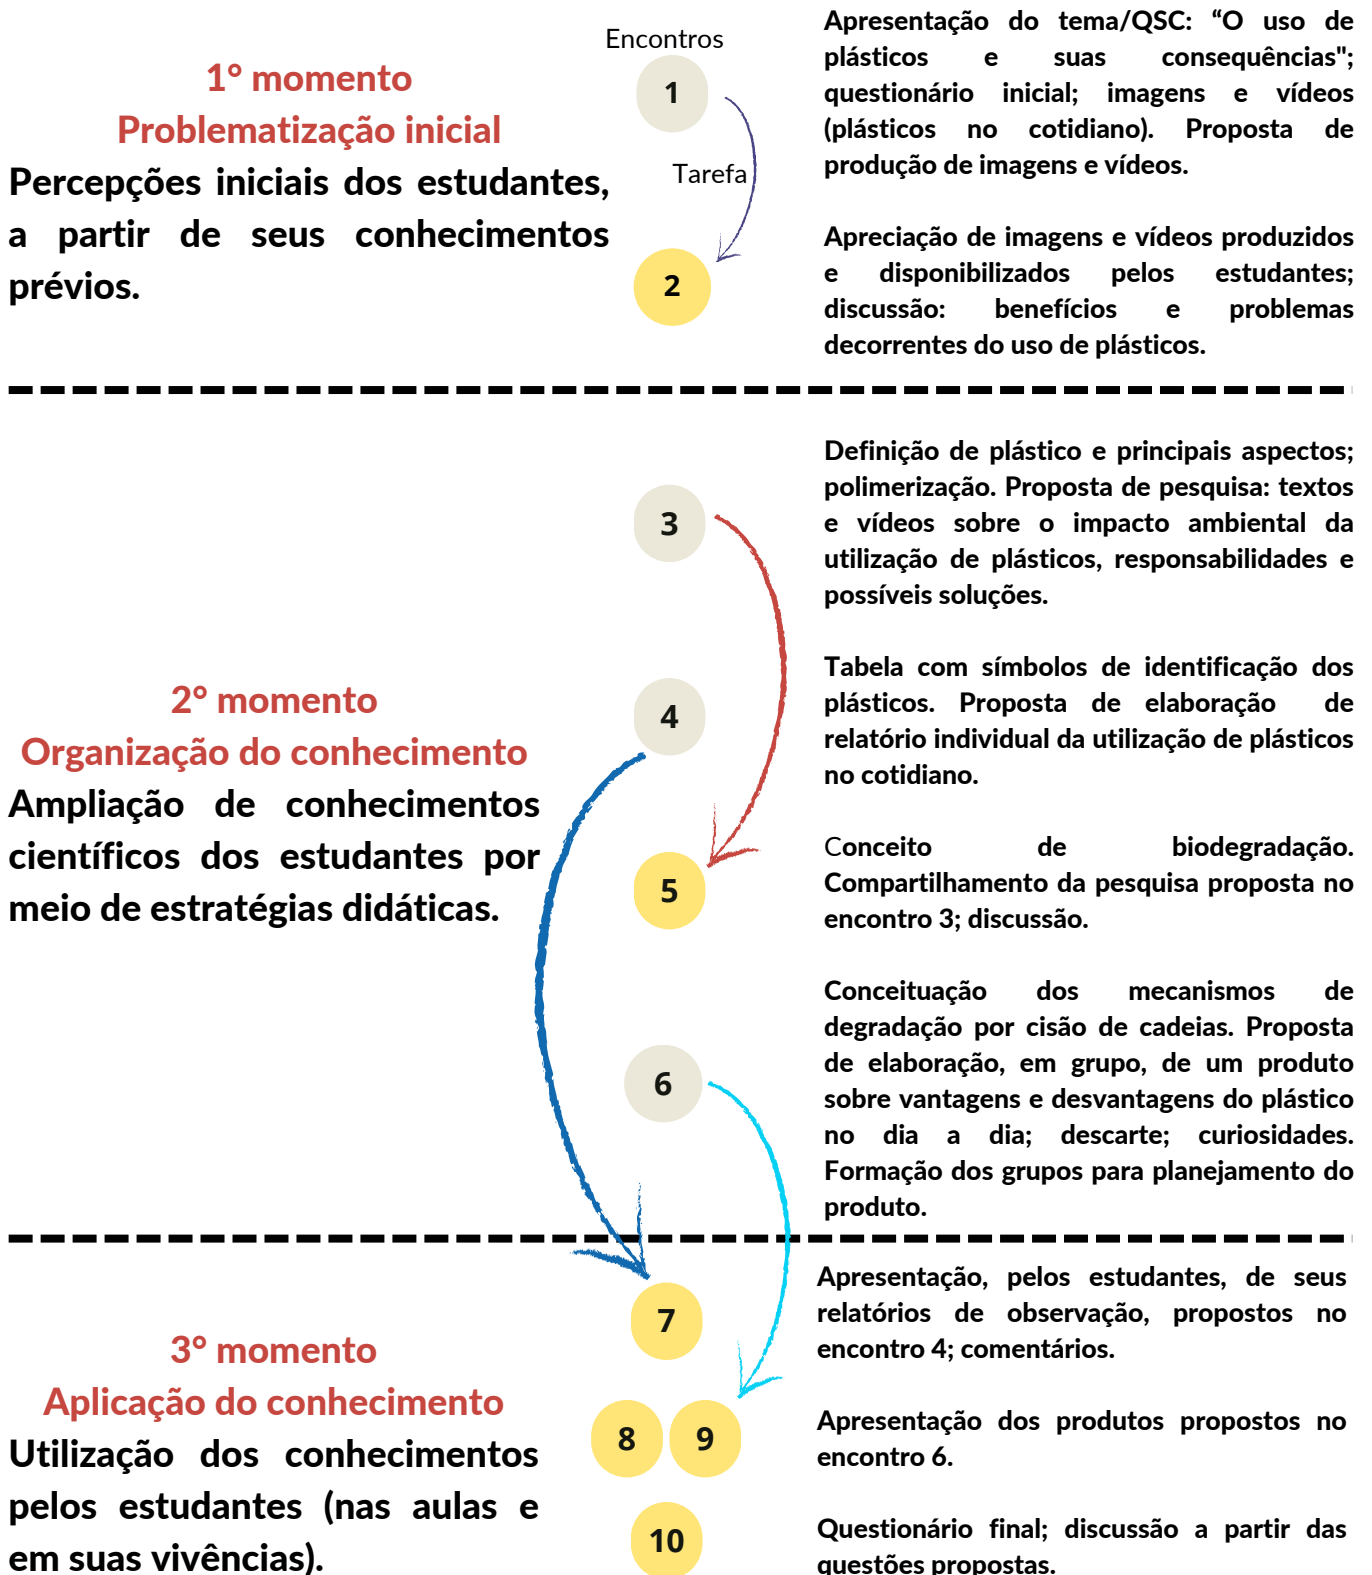 1° momento
Problematização inicial
Percepções iniciais dos estudantes,
a partir de seus conhecimentos
prévios.
Encontros
1
Tarefa
2
Apresentação do tema/QSC: “O uso de
plásticos e suas consequências";
questionário inicial; imagens e vídeos
(plásticos no cotidiano). Proposta de
produção de imagens e vídeos.
Apreciação de imagens e vídeos produzidos
e disponibilizados pelos estudantes;
discussão: benefícios e problemas
decorrentes do uso de plásticos.
2° momento
Organização do conhecimento
Ampliação de conhecimentos
científicos dos estudantes por
meio de estratégias didáticas.
3
4
5
6
Definição de plástico e principais aspectos;
polimerização. Proposta de pesquisa: textos
e vídeos sobre o impacto ambiental da
utilização de plásticos, responsabilidades e
possíveis soluções.
Tabela com símbolos de identificação dos
plásticos. Proposta de elaboração de
relatório individual da utilização de plásticos
no cotidiano.
Conceito de biodegradação.
Compartilhamento da pesquisa proposta no
encontro 3; discussão.
Conceituação dos mecanismos de
degradação por cisão de cadeias. Proposta
de elaboração, em grupo, de um produto
sobre vantagens e desvantagens do plástico
no dia a dia; descarte; curiosidades.
Formação dos grupos para planejamento do
produto.
3° momento
Aplicação do conhecimento
Utilização dos conhecimentos
pelos estudantes (nas aulas e
em suas vivências).
7
8 9
10
Apresentação, pelos estudantes, de seus
relatórios de observação, propostos no
encontro 4; comentários.
Apresentação dos produtos propostos no
encontro 6.
Questionário final; discussão a partir das
questões propostas.